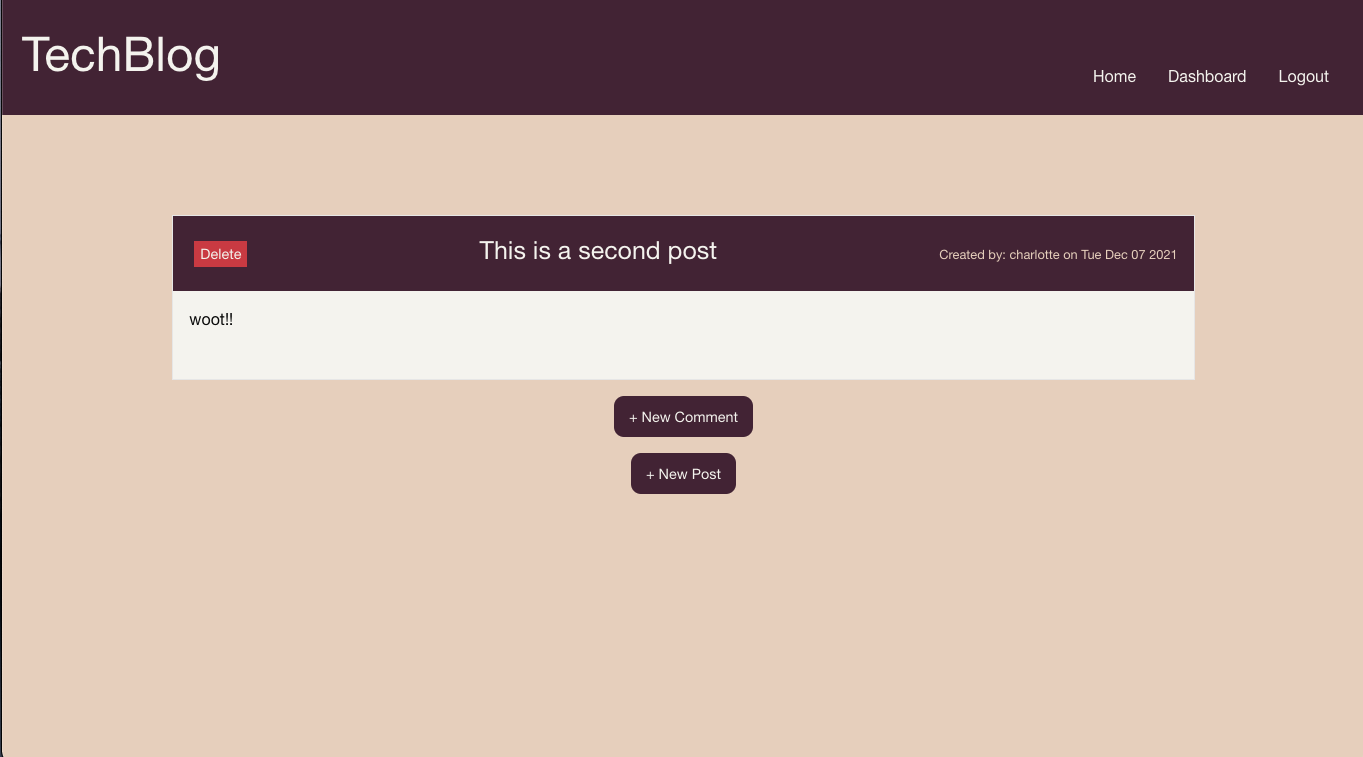 TechBlog
Home Dashboard Logout
Delete This is a second post Created by: charlotte on Tue Dec 07 2021
woot!!
+ New Comment
+ New Post